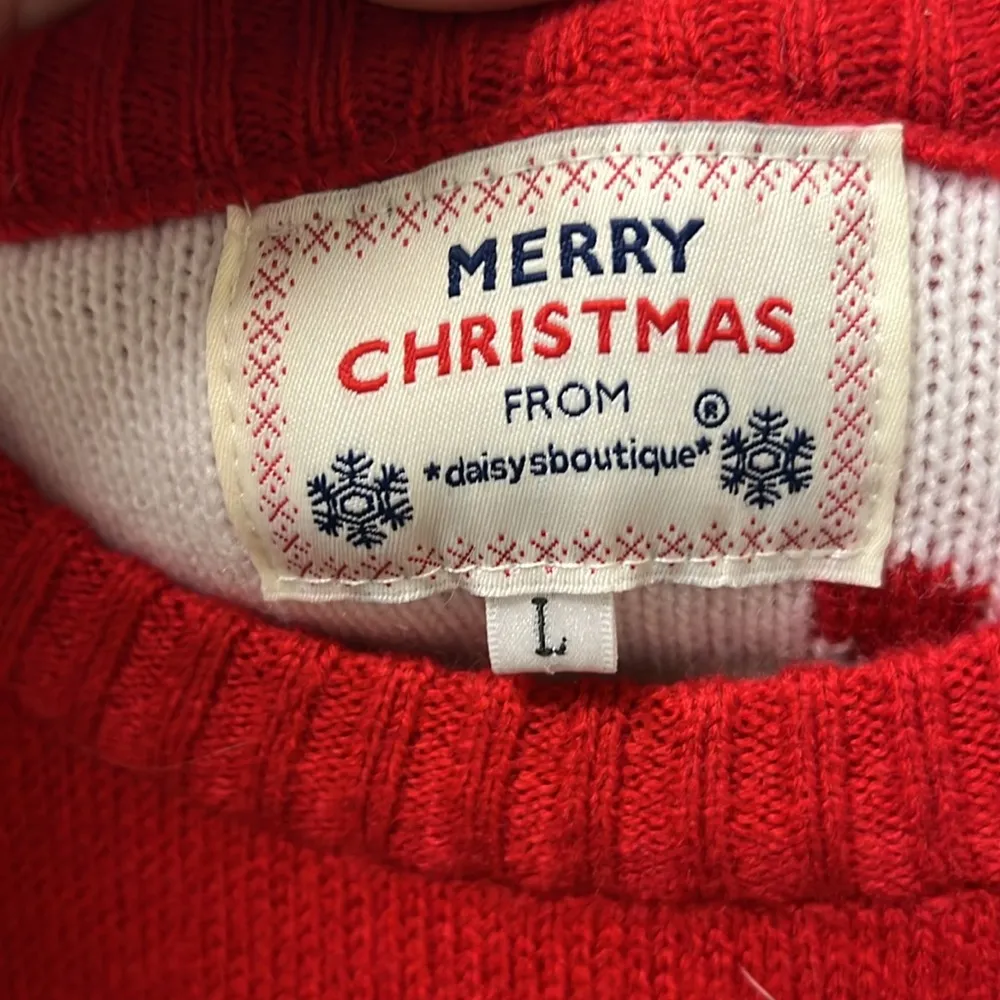 MERRY
CHRISTMAS
FROM
*daisysboutique* ®
L